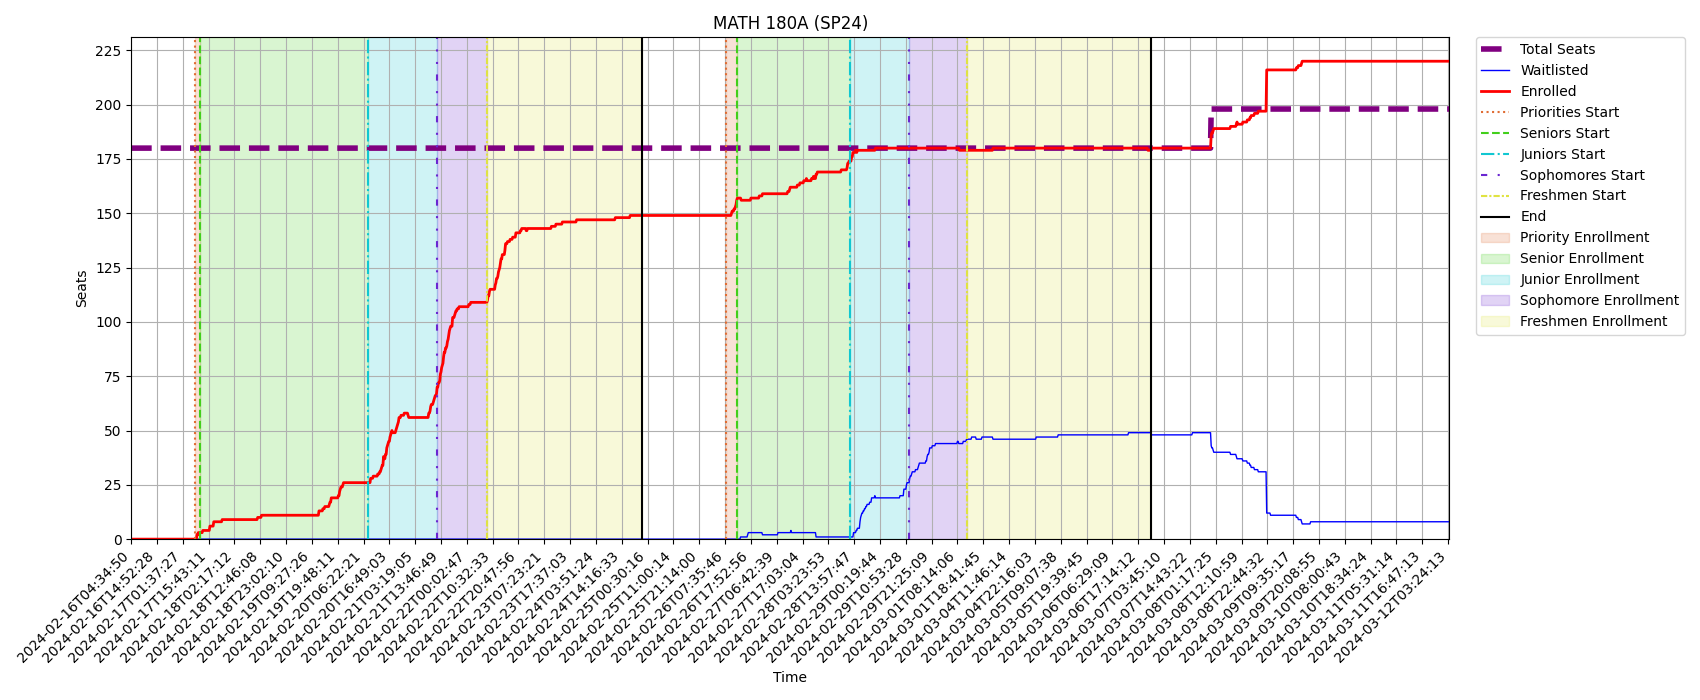 MATH 180A (SP24)
Seats
225
200
175
150
125
100
75
50
25
0
2024-02-16T04:34:50
2024-02-16T14:52:28
2024-02-17T01:37:27
2024-02-17T15:43:11
2024-02-18T02:17:12
2024-02-18T12:46:09
2024-02-18T23:02:10
2024-02-19T09:27:26
2024-02-19T19:48:11
2024-02-20T06:22:21
2024-02-20T16:49:03
2024-02-21T03:19:05
2024-02-21T13:46:49
2024-02-22T00:02:47
2024-02-22T10:32:33
2024-02-22T20:47:56
2024-02-23T07:23:21
2024-02-23T17:37:03
2024-02-24T03:51:24
2024-02-24T14:16:33
2024-02-25T00:30:16
2024-02-25T11:00:14
2024-02-25T21:14:00
2024-02-26T07:35:46
2024-02-26T17:52:56
2024-02-27T06:42:39
2024-02-27T17:03:04
2024-02-28T03:23:53
2024-02-28T13:57:47
2024-02-29T00:19:44
2024-02-29T10:53:28
2024-02-29T21:25:09
2024-03-01T08:14:06
2024-03-01T18:41:45
2024-03-04T11:46:14
2024-03-04T22:16:03
2024-03-05T09:07:38
2024-03-05T19:39:45
2024-03-06T06:29:09
2024-03-06T17:14:12
2024-03-07T03:45:10
2024-03-07T14:43:22
2024-03-08T01:17:25
2024-03-08T12:10:59
2024-03-08T22:44:32
2024-03-09T09:35:17
2024-03-09T20:08:55
2024-03-10T08:00:43
2024-03-10T18:34:24
2024-03-11T05:31:14
2024-03-11T16:47:13
2024-03-12T03:24:13
Time
Total Seats
Waitlisted
Enrolled
Priorities Start
Seniors Start
Juniors Start
Sophomores Start
Freshmen Start
End
Priority Enrollment
Senior Enrollment
Junior Enrollment
Sophomore Enrollment
Freshmen Enrollment